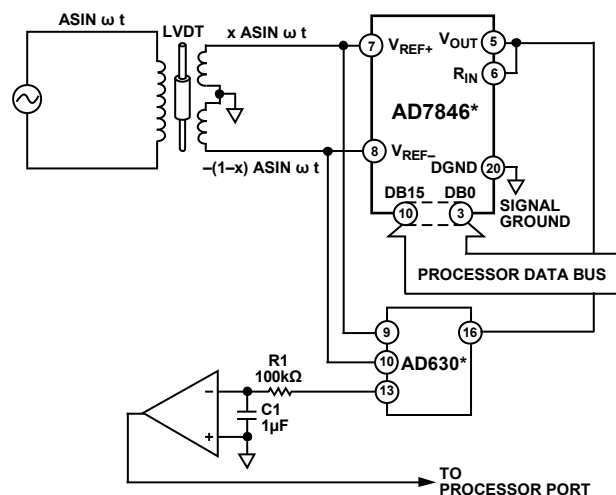 ASIN ω t
LVDT
x ASIN ω t
–(1–x) ASIN ω t
7
VREF+
VOUT
5
RIN
6
AD7846*
8
VREF–
DGND
20
DB15
DB0
10
3
SIGNAL
GROUND
PROCESSOR DATA BUS
9
16
10
AD630*
13
R1
100kΩ
C1
1µF
–
+
TO
PROCESSOR PORT